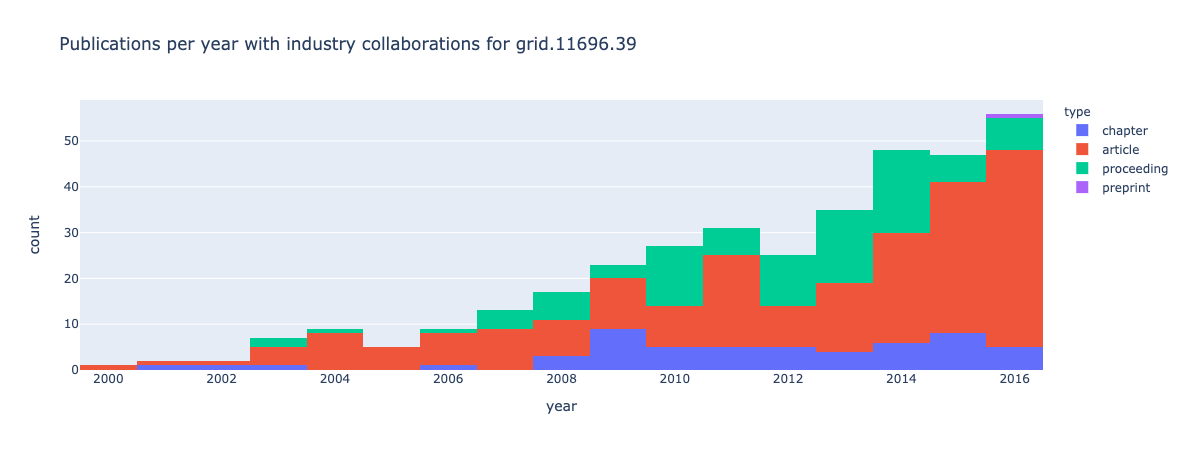 Publications per year with industry collaborations for grid.11696.39
type
chapter
article
proceeding
preprint
count
50
40
30
20
10
0
2000 2002 2004 2006 2008 2010 2012 2014 2016
year